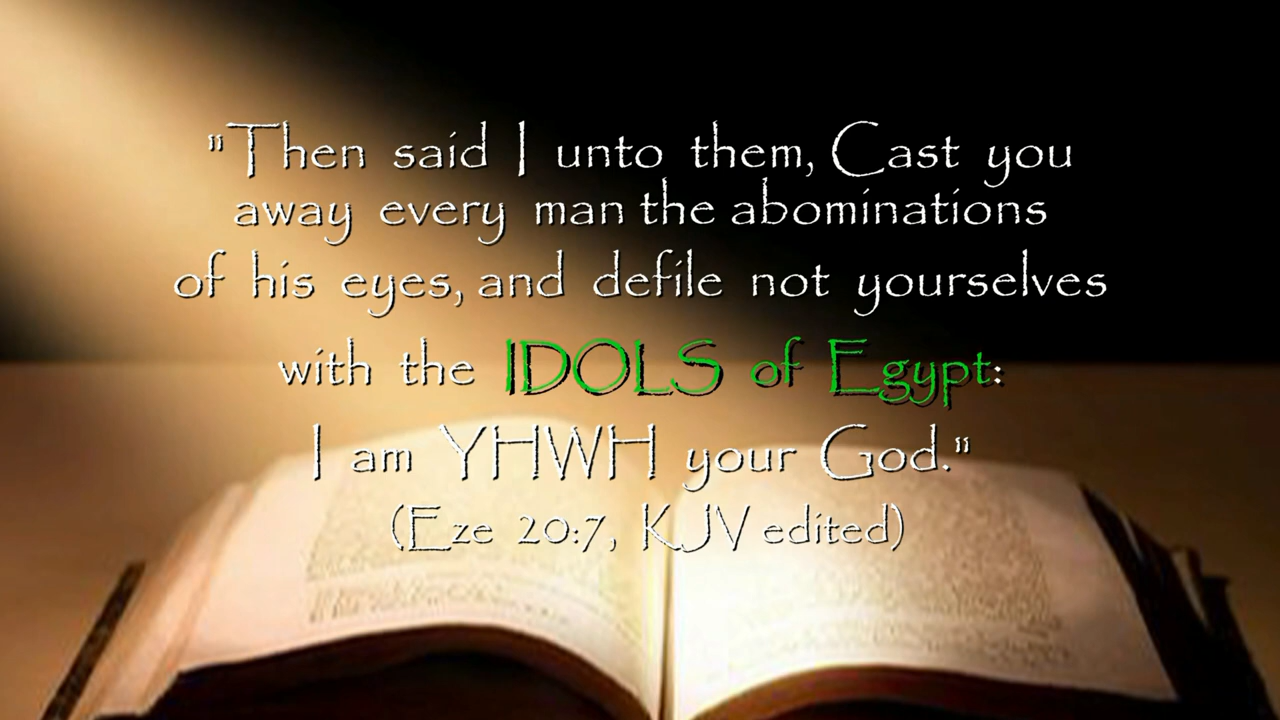 "Then said I unto them, Cast you
away every man the abominations
of his eyes, and defile not yourselves
with the IDOLS of Egypt:
I am YHWH your God."
(Eze 20:7, KJV edited)